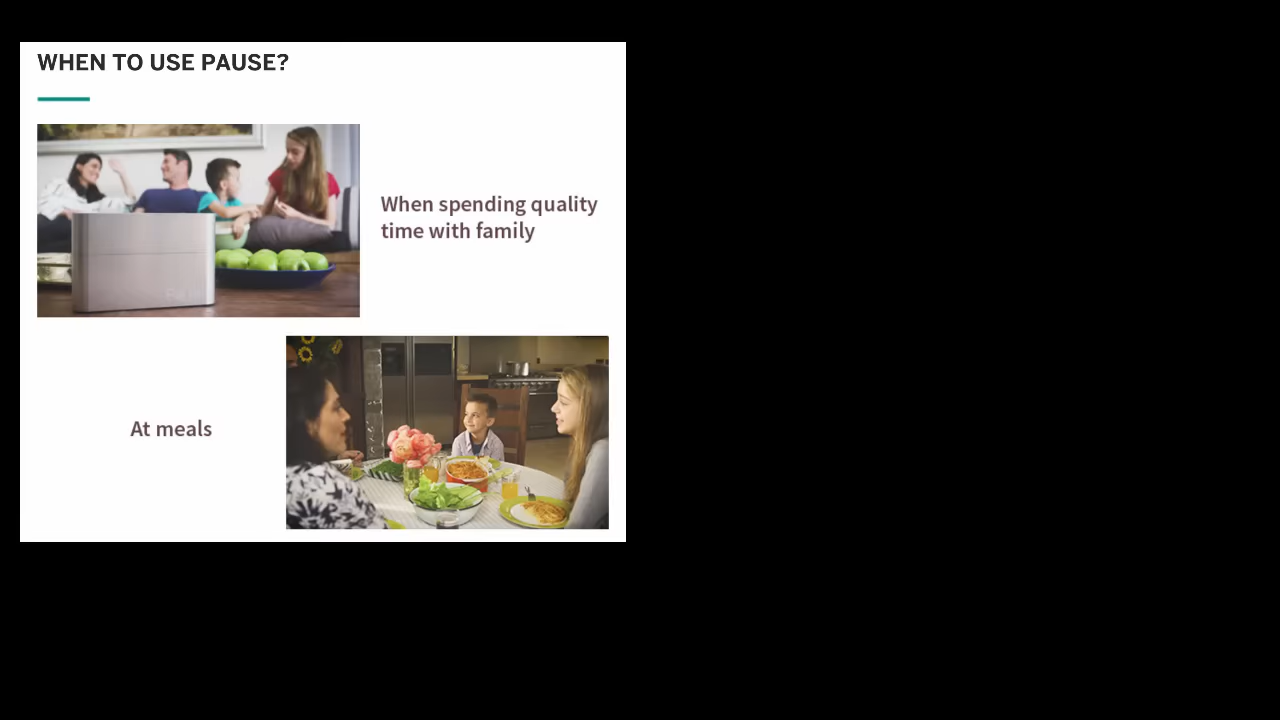 WHEN TO USE PAUSE?
When spending quality
time with family
At meals